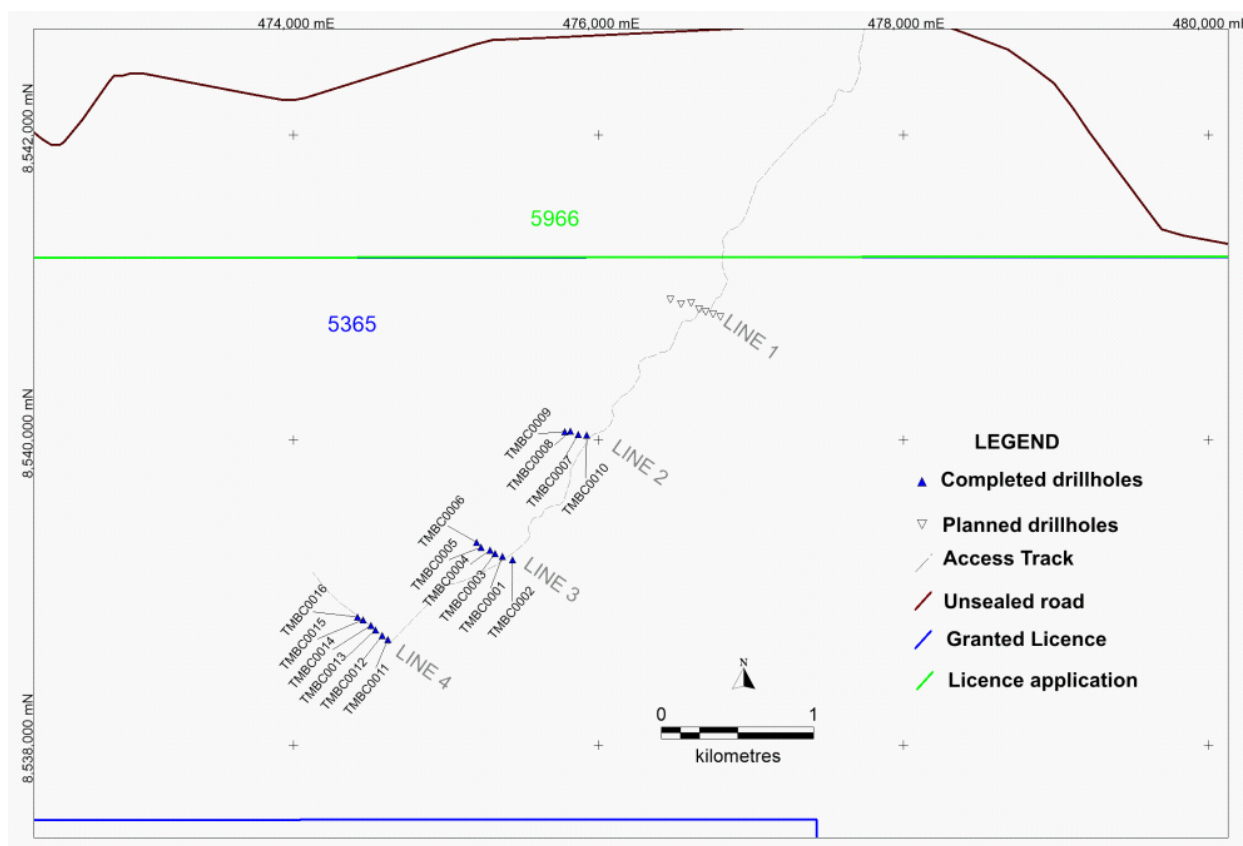 474,000 mE
476,000 mE
478,000 mE
480,000 mE
8,542,000 mN
5966
5365
LINE 1
8,540,000 mN
TMBC0009
TMBC0008
TMBC0007
TMBC0010
LINE 2
LEGEND
Completed drillholes
Planned drillholes
Access Track
Unsealed road
Granted Licence
Licence application
TMBC0006
TMBC0005
TMBC0004
TMBC0003
TMBC0001
TMBC0002
LINE 3
TMBC0016
TMBC0015
TMBC0014
TMBC0013
TMBC0012
TMBC0011
LINE 4
8,538,000 mN
N
0 1
kilometres